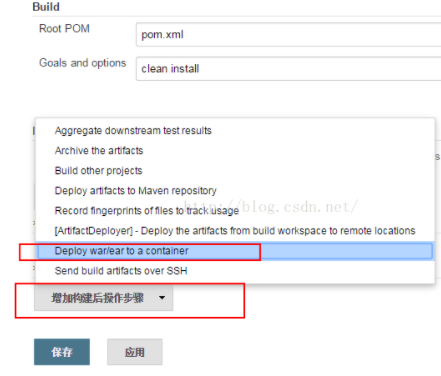 Build
Root POM
pom.xml
Goals and options
clean install
Aggregate downstream test results
Archive the artifacts
Build other projects
Deploy artifacts to Maven repository
http://blog.csdn.net/
Record fingerprints of files to track usage
[ArtifactDeployer] - Deploy the artifacts from build workspace to remote locations
Deploy war/ear to a container
Send build artifacts over SSH
增加构建后操作步骤
保存
应用